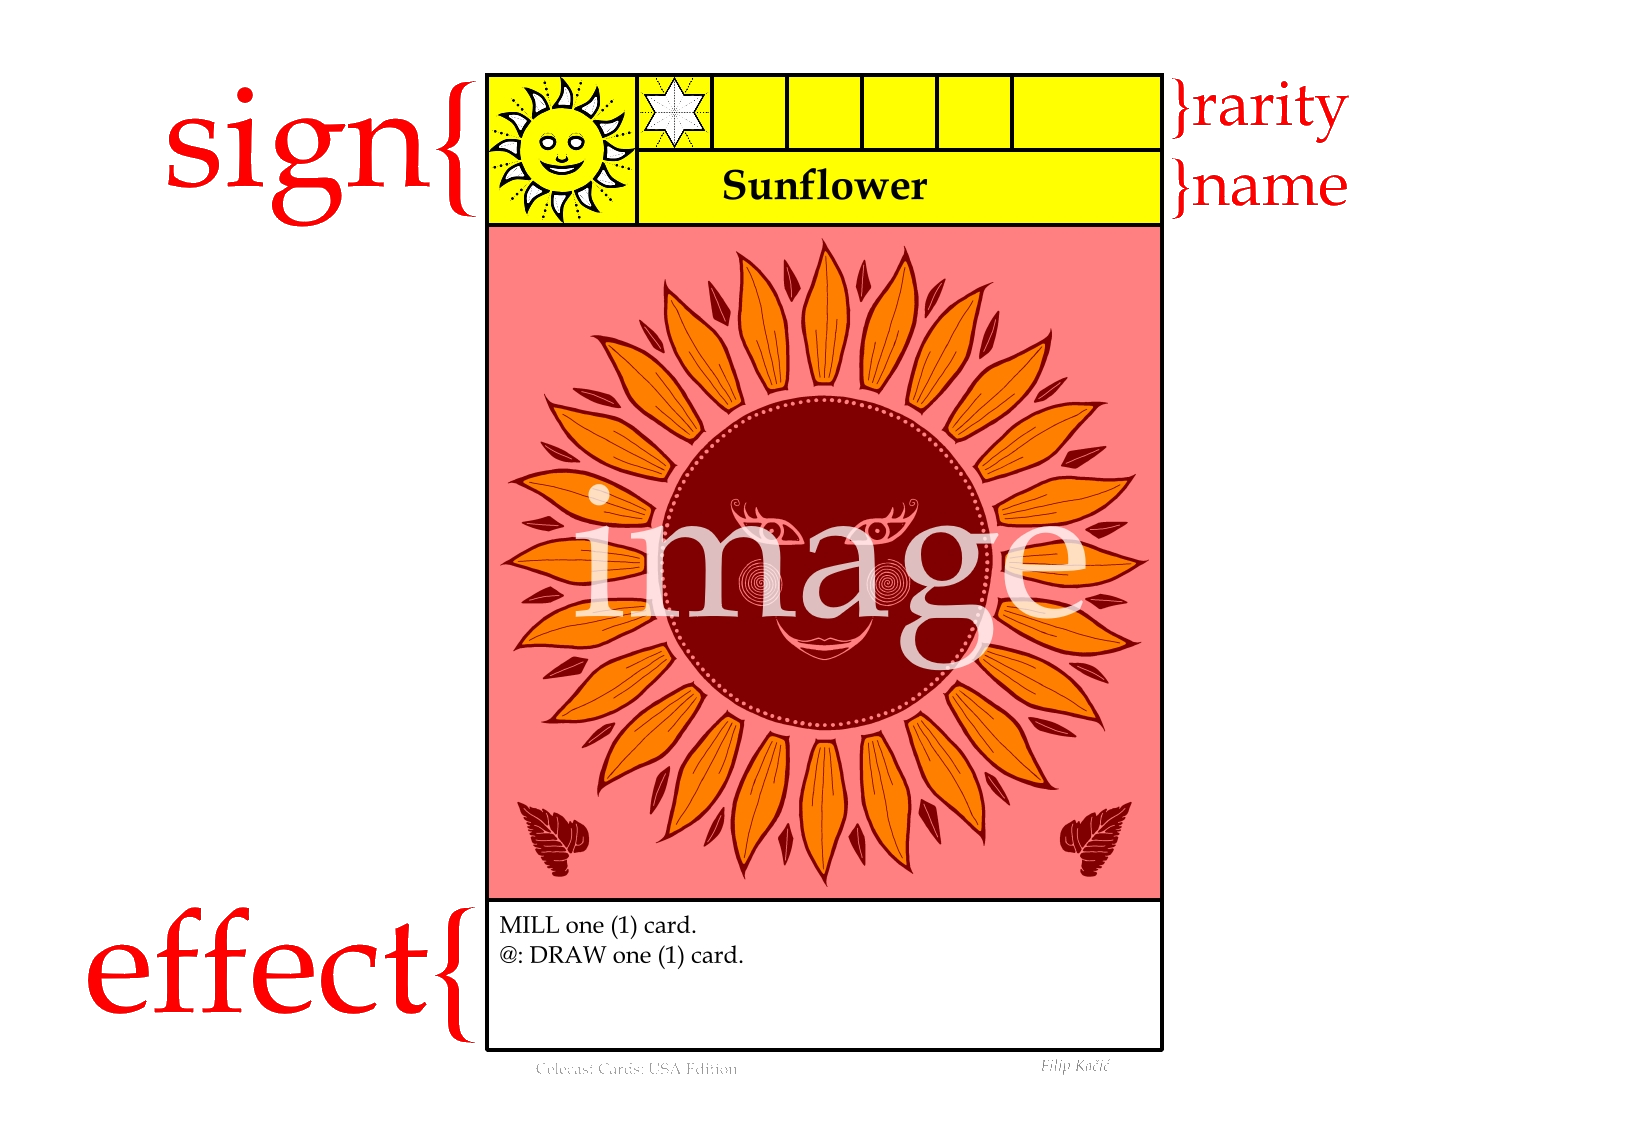 sign{
}rarity
Sunflower
}name
image
effect{
MILL one (1) card.
@: DRAW one (1) card.
Celecast Cards: USA Edition
Filip Kočić